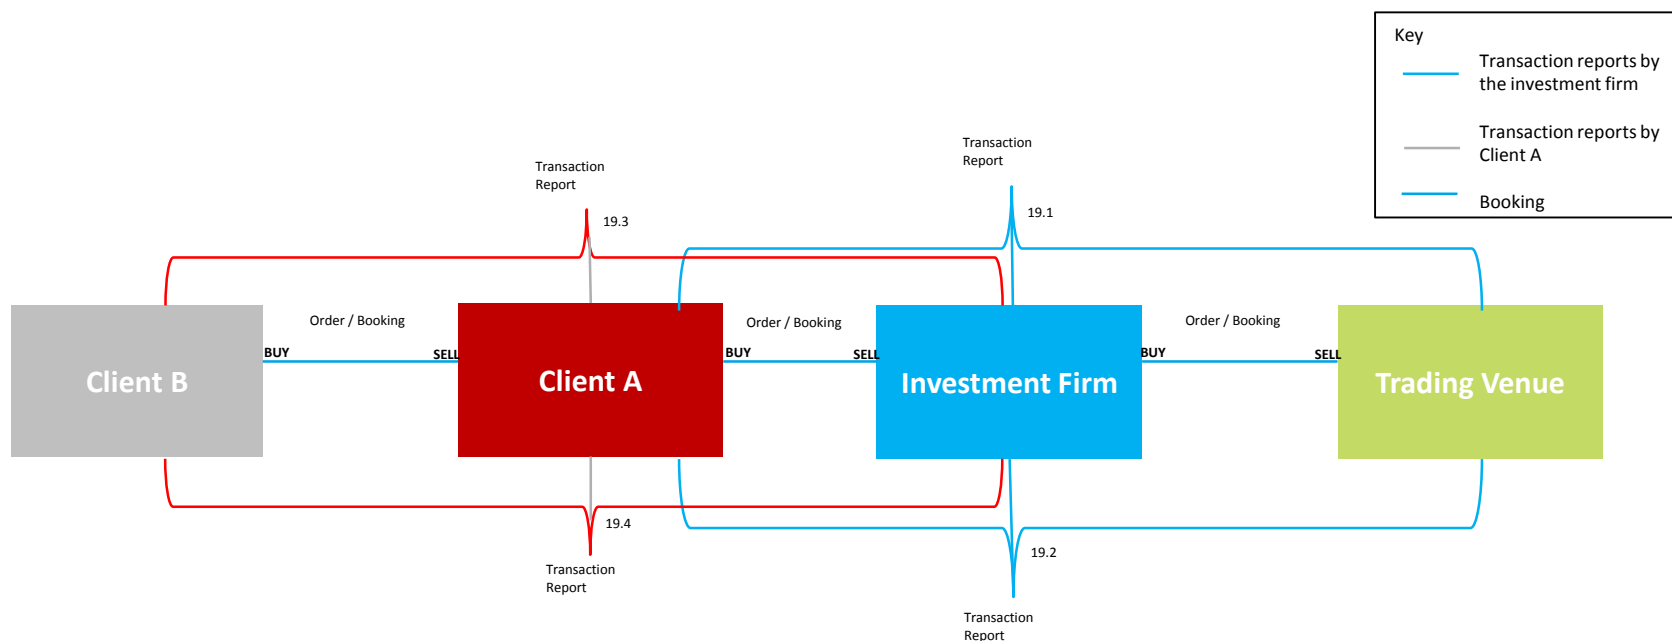 Key
Transaction reports by
the investment firm
Transaction reports by
Client A
Booking
Transaction
Report
19.1
Transaction
Report
19.3
Order / Booking
Order / Booking
Order / Booking
BUY
SELL
BUY
SELL
BUY
SELL
Client B
Client A
Investment Firm
Trading Venue
19.4
Transaction
Report
19.2
Transaction
Report